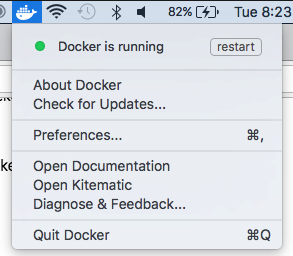 82% Tue 8:23
Docker is running restart
About Docker
Check for Updates...
Preferences... ⌘,
Open Documentation
Open Kitematic
Diagnose & Feedback...
Quit Docker ⌘Q